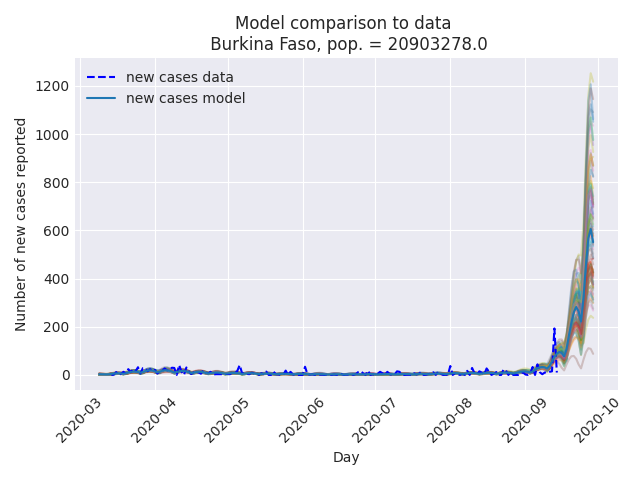 Model comparison to data
Burkina Faso, pop. = 20903278.0
new cases data
new cases model
Number of new cases reported
1200
1000
800
600
400
200
0
2020-03
2020-04
2020-05
2020-06
2020-07
2020-08
2020-09
2020-10
Day